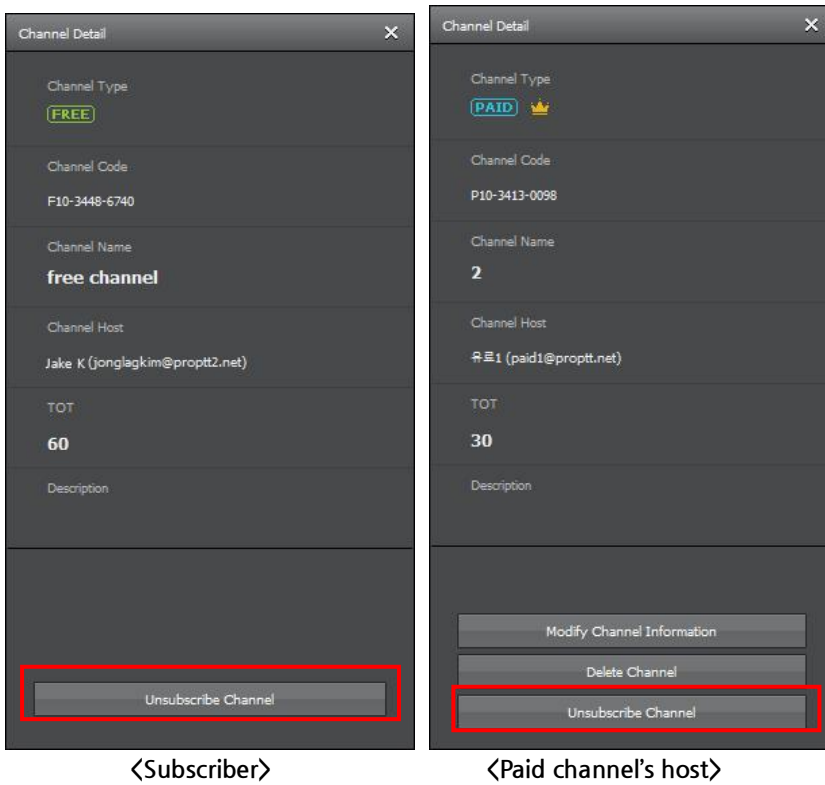 Channel Detail
Channel Type
FREE
Channel Code
F10-3448-6740
Channel Name
free channel
Channel Host
Jake K (jonglagkim@proptt2.net)
TOT
60
Description
Unsubscribe Channel
<Subscriber>
Channel Detail
Channel Type
PAID
Channel Code
P10-3413-0098
Channel Name
2
Channel Host
유료1 (paid1@proptt.net)
TOT
30
Description
Modify Channel Information
Delete Channel
Unsubscribe Channel
<Paid channel's host>